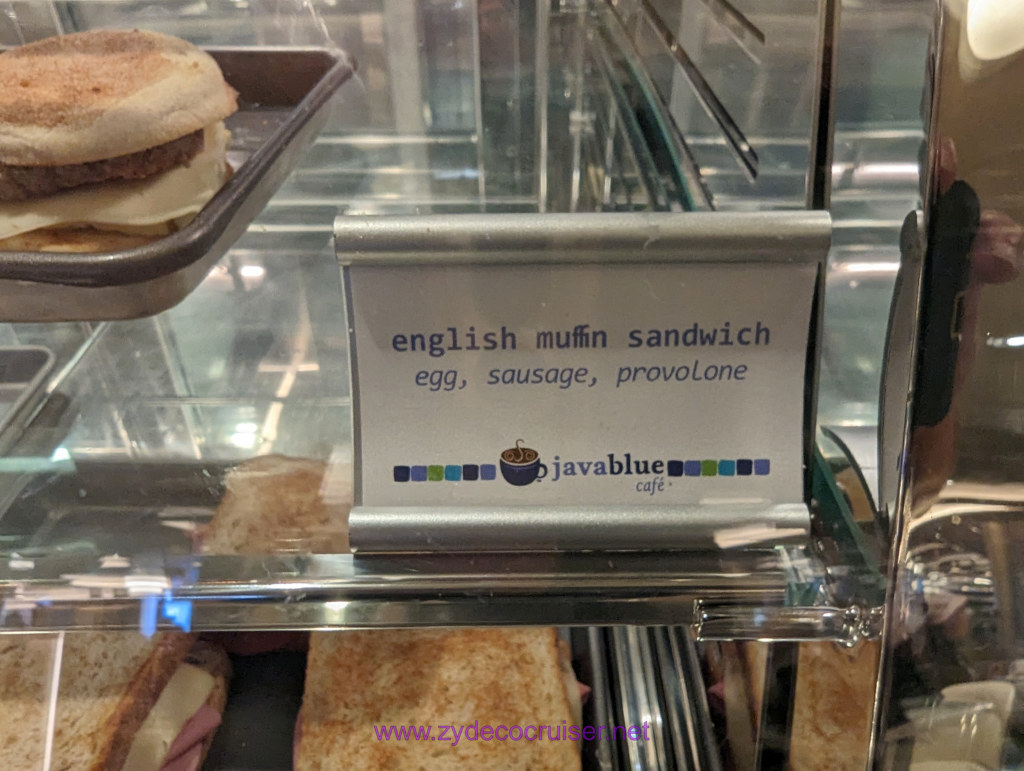 english muffin sandwich
egg, sausage, provolone
javablue
café
www.zydecocruiser.net